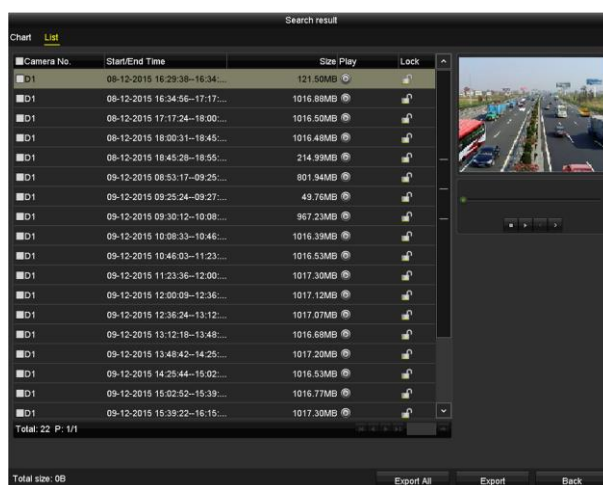 Search result
Chart List
Camera No. Start/End Time Size Play Lock
D1 08-12-2015 16:29:38--16:34:... 121.50MB
D1 08-12-2015 16:34:56--17:17:... 1016.88MB
D1 08-12-2015 17:17:24--18:00:... 1016.50MB
D1 08-12-2015 18:00:31--18:45:... 1016.48MB
D1 08-12-2015 18:45:28--18:55:... 214.99MB
D1 09-12-2015 08:53:17--09:25:... 801.94MB
D1 09-12-2015 09:25:24--09:27:... 49.76MB
D1 09-12-2015 09:30:12--10:08:... 967.23MB
D1 09-12-2015 10:08:33--10:46:... 1016.39MB
D1 09-12-2015 10:46:03--11:23:... 1016.53MB
D1 09-12-2015 11:23:36--12:00:... 1017.30MB
D1 09-12-2015 12:00:09--12:36:... 1017.12MB
D1 09-12-2015 12:36:24--13:12:... 1017.07MB
D1 09-12-2015 13:12:18--13:48:... 1016.68MB
D1 09-12-2015 13:48:42--14:25:... 1017.20MB
D1 09-12-2015 14:25:44--15:02:... 1016.53MB
D1 09-12-2015 15:02:52--15:39:... 1016.77MB
D1 09-12-2015 15:39:22--16:15:... 1017.30MB
Total: 22 P: 1/1
Total size: 0B Export All Export Back